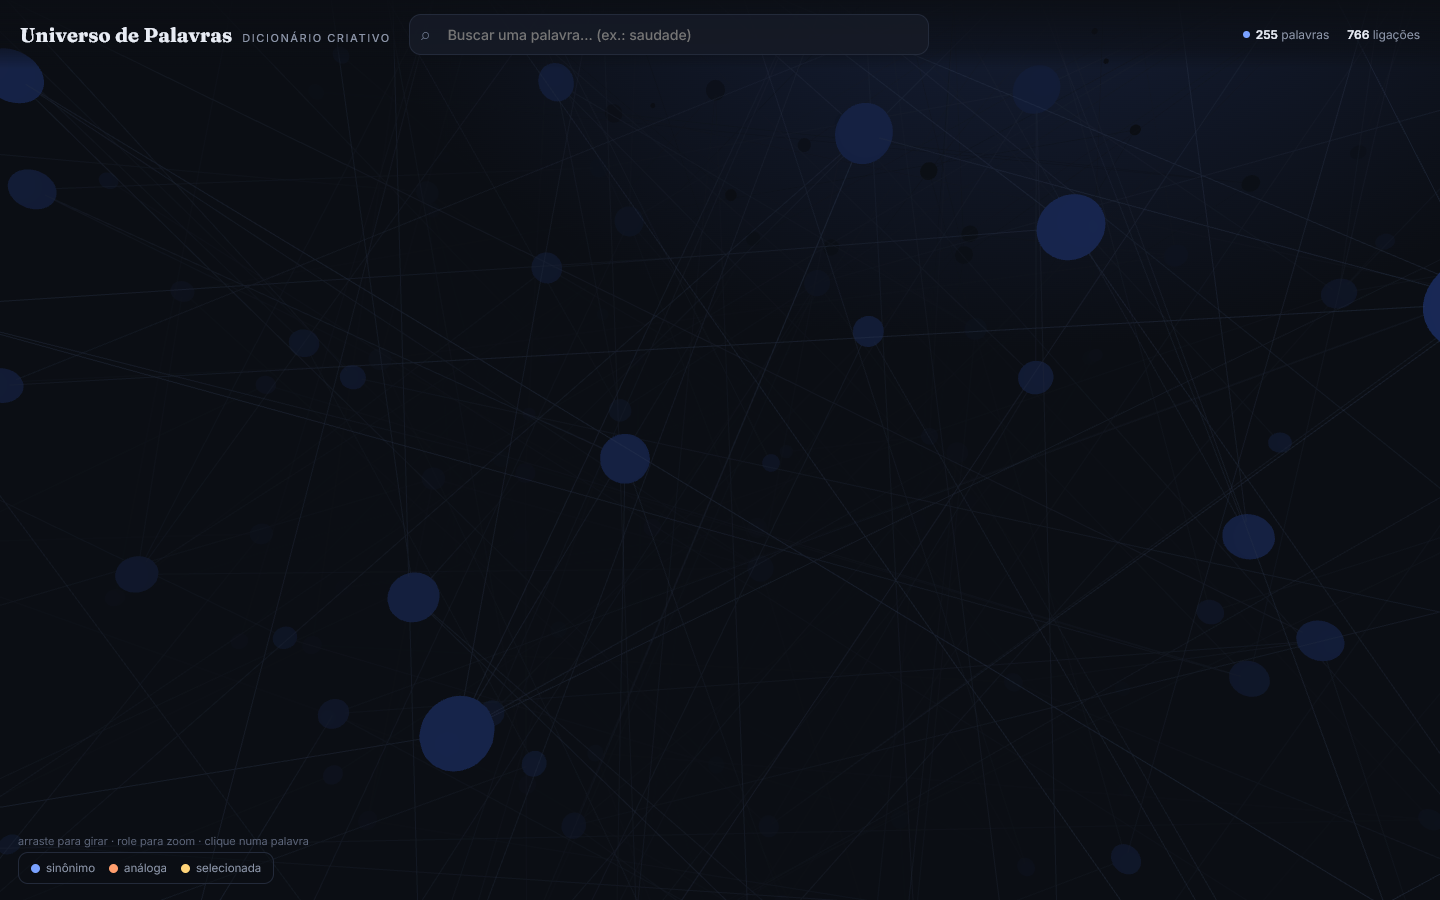 Universo de Palavras DICIONÁRIO CRIATIVO
Buscar uma palavra... (ex.: saudade)
255 palavras 766 ligações
arraste para girar · role para zoom · clique numa palavra
sinônimo análoga selecionada